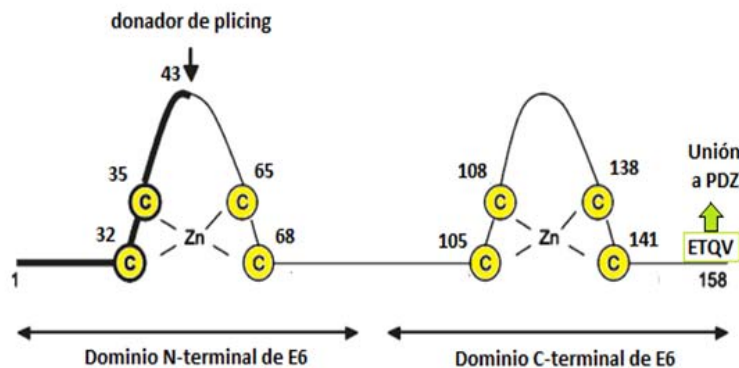 donador de plicing
43
35
65
108
138
Unión
a PDZ
C
C
C
C
Zn
Zn
32
68
105
141
C
C
C
C
ETQV
1
158
Dominio N-terminal de E6
Dominio C-terminal de E6